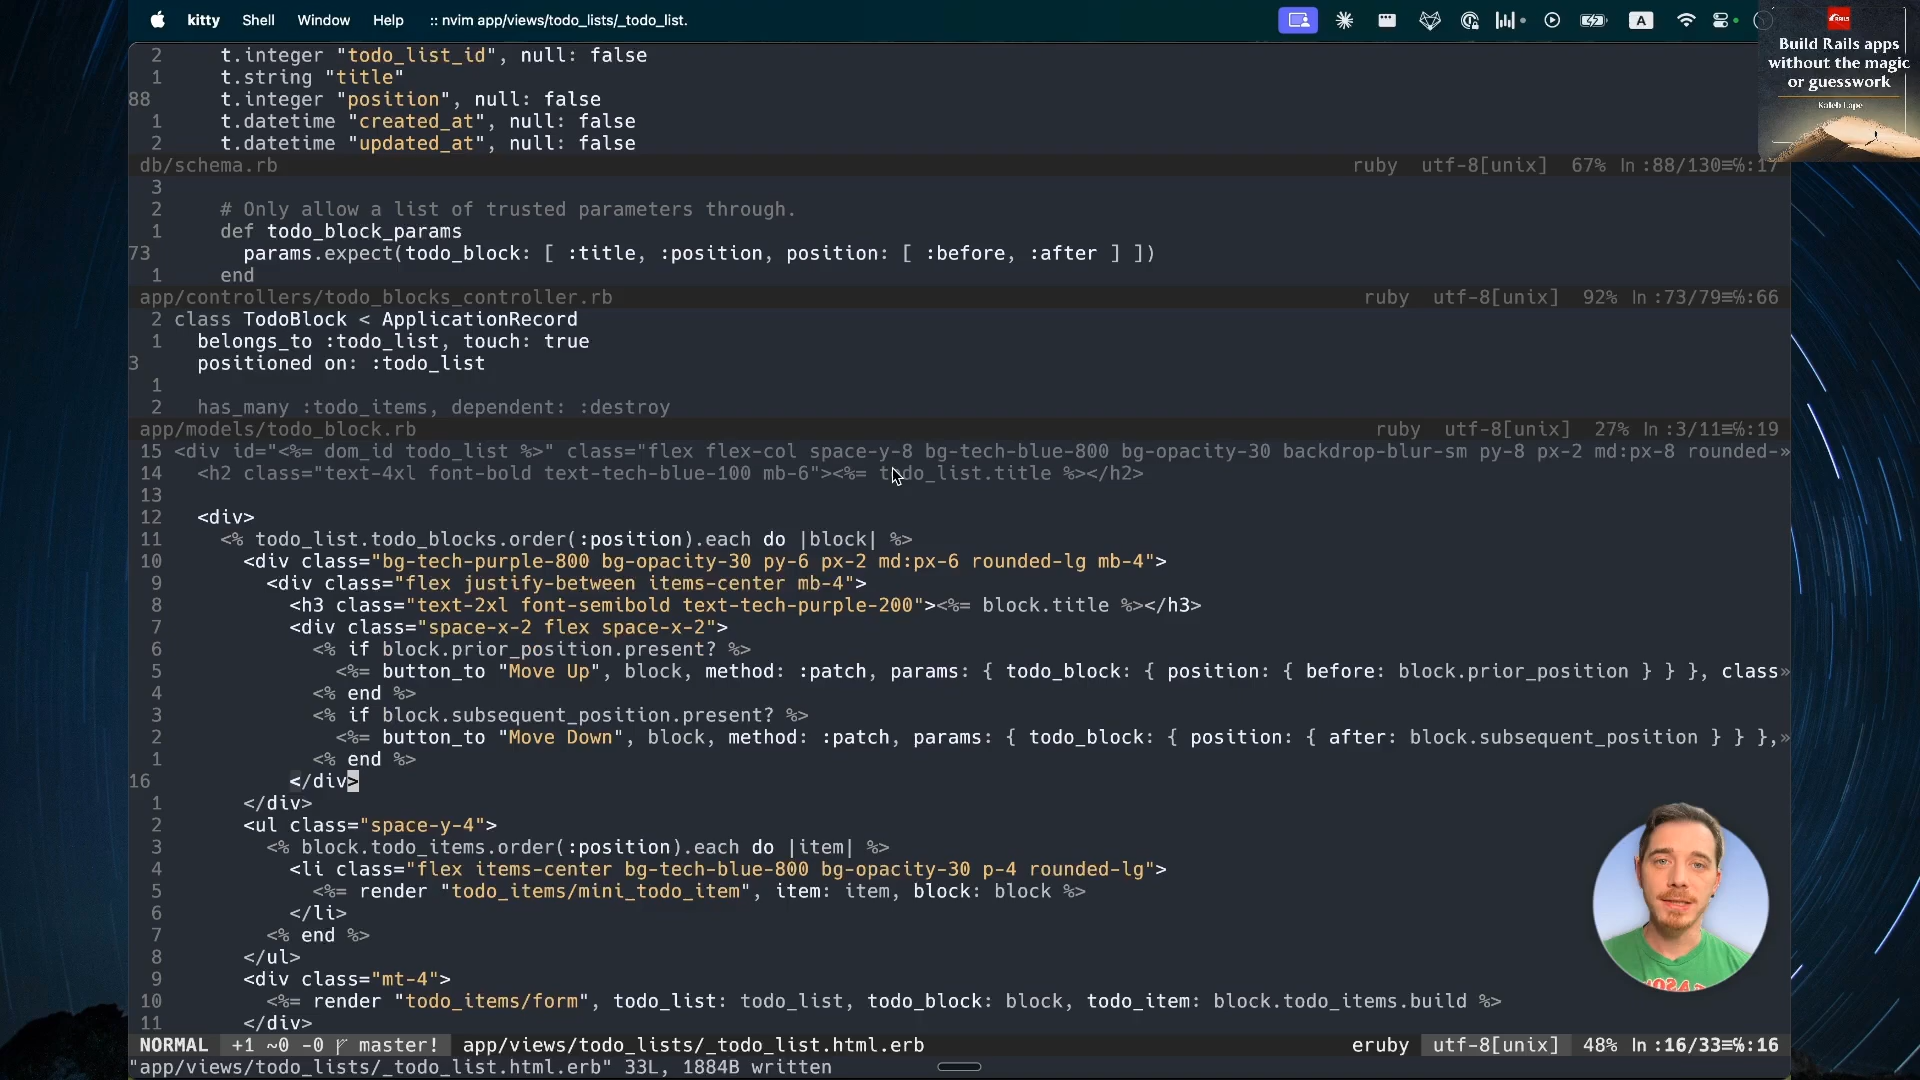 kitty Shell Window Help :: nvim app/views/todo_lists/_todo_list.
A
RAILS
Build Rails apps
without the magic
or guesswork
Kaleb Lape
2 t.integer "todo_list_id", null: false
1 t.string "title"
88 t.integer "position", null: false
1 t.datetime "created_at", null: false
2 t.datetime "updated_at", null: false
db/schema.rb ruby utf-8[unix] 67% ln :88/130≡℅:17
3
2 # Only allow a list of trusted parameters through.
1 def todo_block_params
73 params.expect(todo_block: [ :title, :position, position: [ :before, :after ] ])
1 end
app/controllers/todo_blocks_controller.rb ruby utf-8[unix] 92% ln :73/79≡℅:66
2 class TodoBlock < ApplicationRecord
1 belongs_to :todo_list, touch: true
3 positioned on: :todo_list
1
2 has_many :todo_items, dependent: :destroy
app/models/todo_block.rb ruby utf-8[unix] 27% ln :3/11≡℅:19
15 <div id="<%= dom_id todo_list %>" class="flex flex-col space-y-8 bg-tech-blue-800 bg-opacity-30 backdrop-blur-sm py-8 px-2 md:px-8 rounded-»
14 <h2 class="text-4xl font-bold text-tech-blue-100 mb-6"><%= todo_list.title %></h2>
13
12 <div>
11 <% todo_list.todo_blocks.order(:position).each do |block| %>
10 <div class="bg-tech-purple-800 bg-opacity-30 py-6 px-2 md:px-6 rounded-lg mb-4">
9 <div class="flex justify-between items-center mb-4">
8 <h3 class="text-2xl font-semibold text-tech-purple-200"><%= block.title %></h3>
7 <div class="space-x-2 flex space-x-2">
6 <% if block.prior_position.present? %>
5 <%= button_to "Move Up", block, method: :patch, params: { todo_block: { position: { before: block.prior_position } } }, class»
4 <% end %>
3 <% if block.subsequent_position.present? %>
2 <%= button_to "Move Down", block, method: :patch, params: { todo_block: { position: { after: block.subsequent_position } } },»
1 <% end %>
16 </div>
1 </div>
2 <ul class="space-y-4">
3 <% block.todo_items.order(:position).each do |item| %>
4 <li class="flex items-center bg-tech-blue-800 bg-opacity-30 p-4 rounded-lg">
5 <%= render "todo_items/mini_todo_item", item: item, block: block %>
6 </li>
7 <% end %>
8 </ul>
9 <div class="mt-4">
10 <%= render "todo_items/form", todo_list: todo_list, todo_block: block, todo_item: block.todo_items.build %>
11 </div>
NORMAL +1 ~0 -0 master! app/views/todo_lists/_todo_list.html.erb eruby utf-8[unix] 48% ln :16/33≡℅:16
"app/views/todo_lists/_todo_list.html.erb" 33L, 1884B written